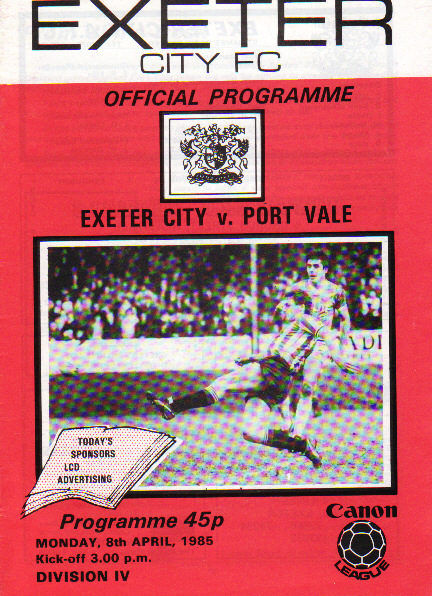 EXETER
CITY FC
OFFICIAL PROGRAMME
EXETER CITY v. PORT VALE
TODAY'S
SPONSORS
LCD
ADVERTISING
Programme 45p
MONDAY, 8th APRIL, 1985
Kick-off 3.00 p.m.
DIVISION IV
Canon
LEAGUE